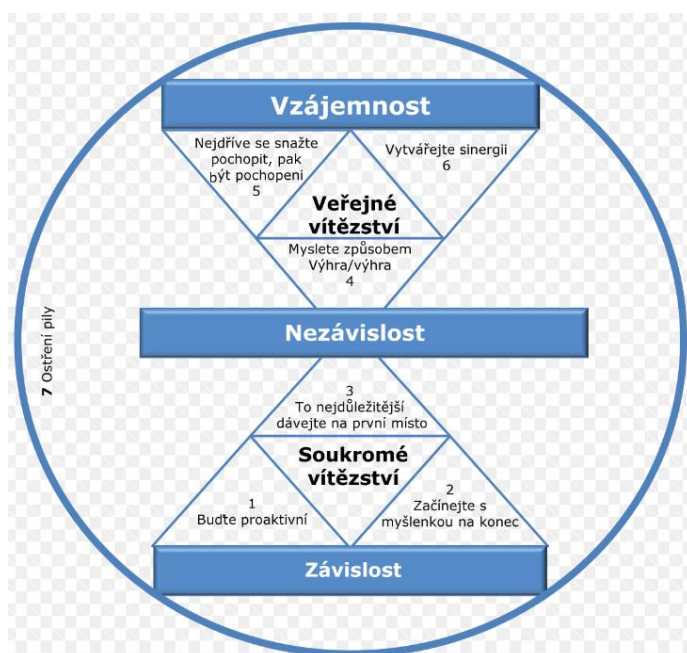 Vzájemnost
Nejdříve se snažte
pochopit, pak
být pochopeni
5
Vytvářejte sinergii
6
Veřejné
vítězství
Myslete způsobem
Výhra/výhra
4
Nezávislost
7 Ostření pily
3
To nejdůležitější
dávejte na první místo
Soukromé
vítězství
1
Buďte proaktivní
2
Začínejte s
myšlenkou na konec
Závislost